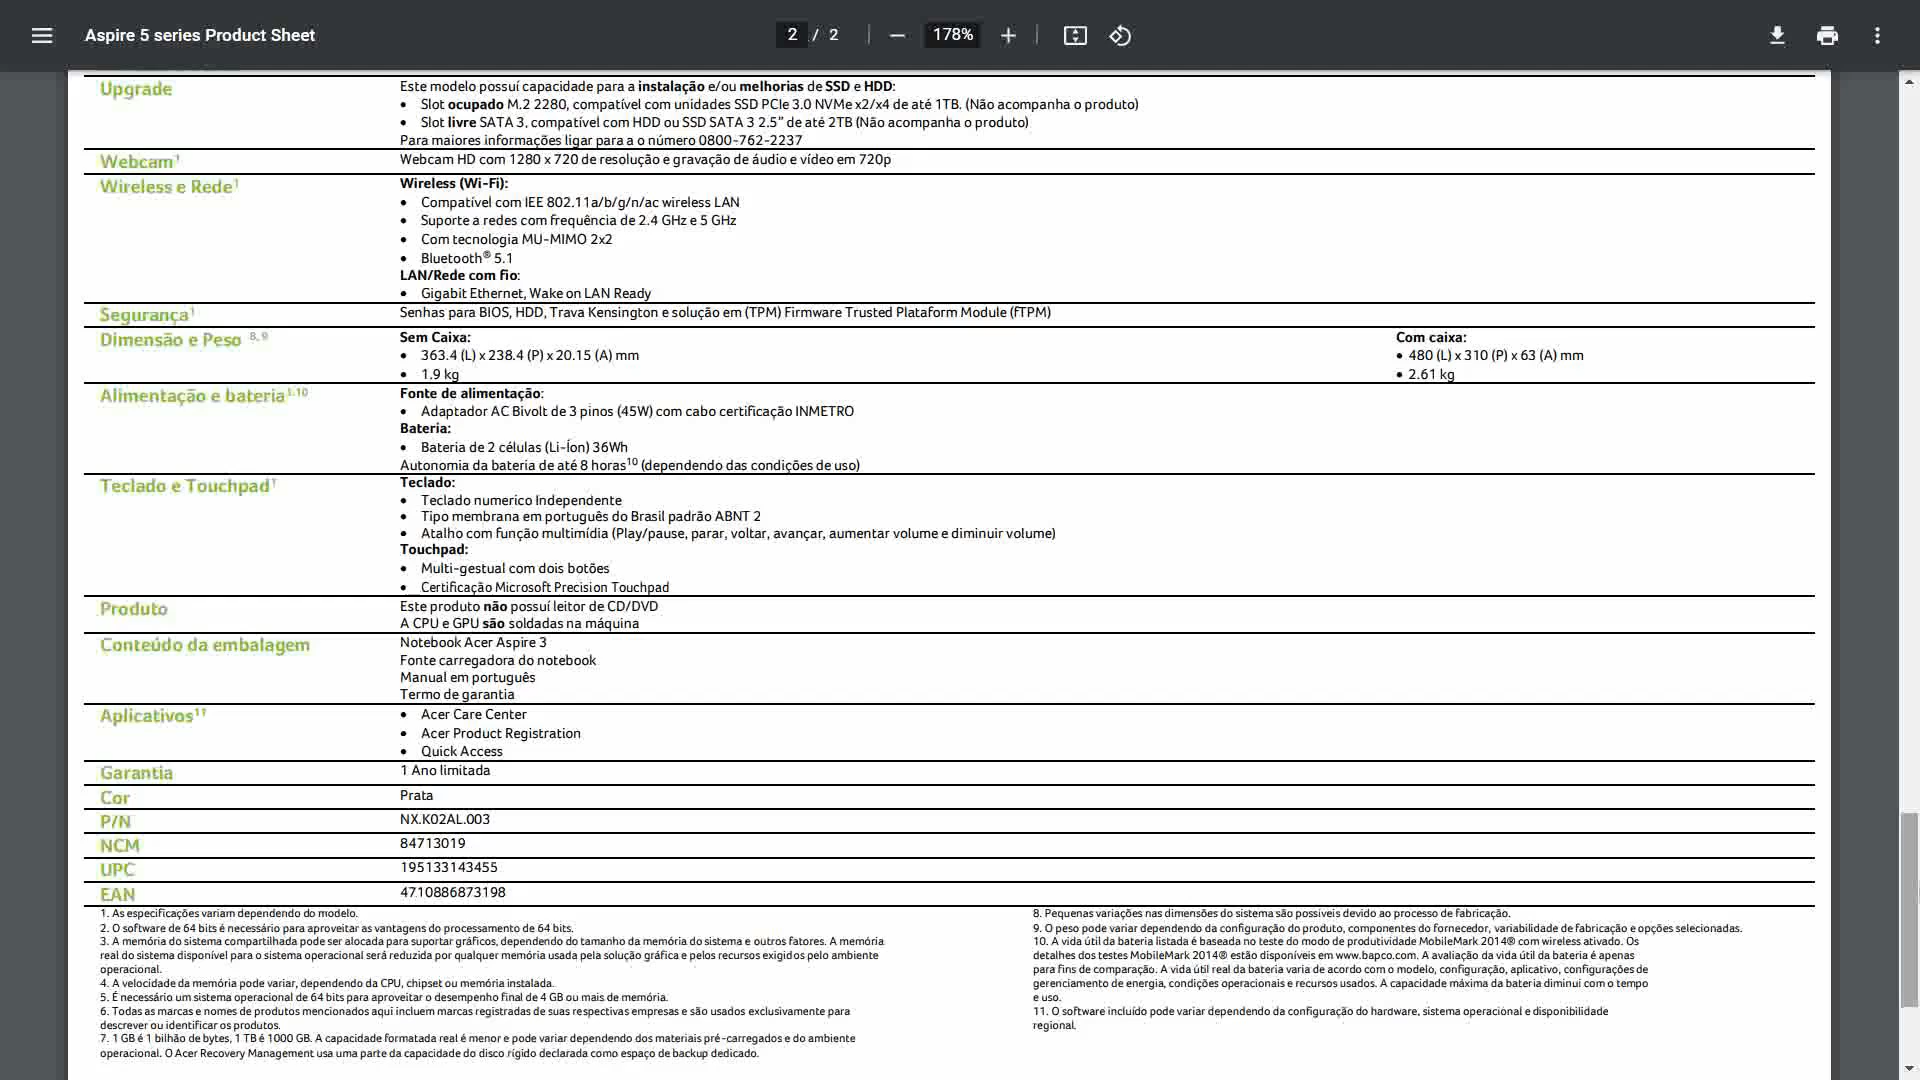 Aspire 5 series Product Sheet
2 / 2
178%
Upgrade
Este modelo possuí capacidade para a instalação e/ou melhorias de SSD e HDD:
• Slot ocupado M.2 2280, compatível com unidades SSD PCIe 3.0 NVMe x2/x4 de até 1TB. (Não acompanha o produto)
• Slot livre SATA 3, compatível com HDD ou SSD SATA 3 2.5” de até 2TB (Não acompanha o produto)
Para maiores informações ligar para a o número 0800-762-2237
Webcam¹
Webcam HD com 1280 x 720 de resolução e gravação de áudio e vídeo em 720p
Wireless e Rede¹
Wireless (Wi-Fi):
• Compatível com IEE 802.11a/b/g/n/ac wireless LAN
• Suporte a redes com frequência de 2.4 GHz e 5 GHz
• Com tecnologia MU-MIMO 2x2
• Bluetooth® 5.1
LAN/Rede com fio:
• Gigabit Ethernet, Wake on LAN Ready
Segurança¹
Senhas para BIOS, HDD, Trava Kensington e solução em (TPM) Firmware Trusted Plataform Module (fTPM)
Dimensão e Peso ⁸,⁹
Sem Caixa:
• 363.4 (L) x 238.4 (P) x 20.15 (A) mm
• 1.9 kg
Com caixa:
• 480 (L) x 310 (P) x 63 (A) mm
• 2.61 kg
Alimentação e bateria¹,¹⁰
Fonte de alimentação:
• Adaptador AC Bivolt de 3 pinos (45W) com cabo certificação INMETRO
Bateria:
• Bateria de 2 células (Li-Íon) 36Wh
Autonomia da bateria de até 8 horas¹⁰ (dependendo das condições de uso)
Teclado e Touchpad¹
Teclado:
• Teclado numerico Independente
• Tipo membrana em português do Brasil padrão ABNT 2
• Atalho com função multimídia (Play/pause, parar, voltar, avançar, aumentar volume e diminuir volume)
Touchpad:
• Multi-gestual com dois botões
• Certificação Microsoft Precision Touchpad
Produto
Este produto não possuí leitor de CD/DVD
A CPU e GPU são soldadas na máquina
Conteúdo da embalagem
Notebook Acer Aspire 3
Fonte carregadora do notebook
Manual em português
Termo de garantia
Aplicativos¹¹
• Acer Care Center
• Acer Product Registration
• Quick Access
Garantia
1 Ano limitada
Cor
Prata
P/N
NX.K02AL.003
NCM
84713019
UPC
195133143455
EAN
4710886873198
1. As especificações variam dependendo do modelo.
2. O software de 64 bits é necessário para aproveitar as vantagens do processamento de 64 bits.
3. A memória do sistema compartilhada pode ser alocada para suportar gráficos, dependendo do tamanho da memória do sistema e outros fatores. A memória
real do sistema disponível para o sistema operacional será reduzida por qualquer memória usada pela solução gráfica e pelos recursos exigidos pelo ambiente
operacional.
4. A velocidade da memória pode variar, dependendo da CPU, chipset ou memória instalada.
5. É necessário um sistema operacional de 64 bits para aproveitar o desempenho final de 4 GB ou mais de memória.
6. Todas as marcas e nomes de produtos mencionados aqui incluem marcas registradas de suas respectivas empresas e são usados exclusivamente para
descrever ou identificar os produtos.
7. 1 GB é 1 bilhão de bytes, 1 TB é 1000 GB. A capacidade formatada real é menor e pode variar dependendo dos materiais pré-carregados e do ambiente
operacional. O Acer Recovery Management usa uma parte da capacidade do disco rígido declarada como espaço de backup dedicado.
8. Pequenas variações nas dimensões do sistema são possíveis devido ao processo de fabricação.
9. O peso pode variar dependendo da configuração do produto, componentes do fornecedor, variabilidade de fabricação e opções selecionadas.
10. A vida útil da bateria listada é baseada no teste do modo de produtividade MobileMark 2014® com wireless ativado. Os
detalhes dos testes MobileMark 2014® estão disponíveis em www.bapco.com. A avaliação da vida útil da bateria é apenas
para fins de comparação. A vida útil real da bateria varia de acordo com o modelo, configuração, aplicativo, configurações de
gerenciamento de energia, condições operacionais e recursos usados. A capacidade máxima da bateria diminui com o tempo
e uso.
11. O software incluído pode variar dependendo da configuração do hardware, sistema operacional e disponibilidade
regional.